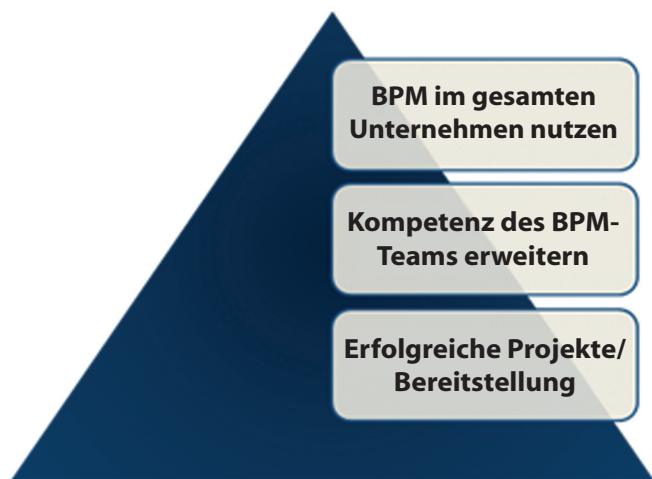 BPM im gesamten
Unternehmen nutzen
Kompetenz des BPM-
Teams erweitern
Erfolgreiche Projekte/
Bereitstellung